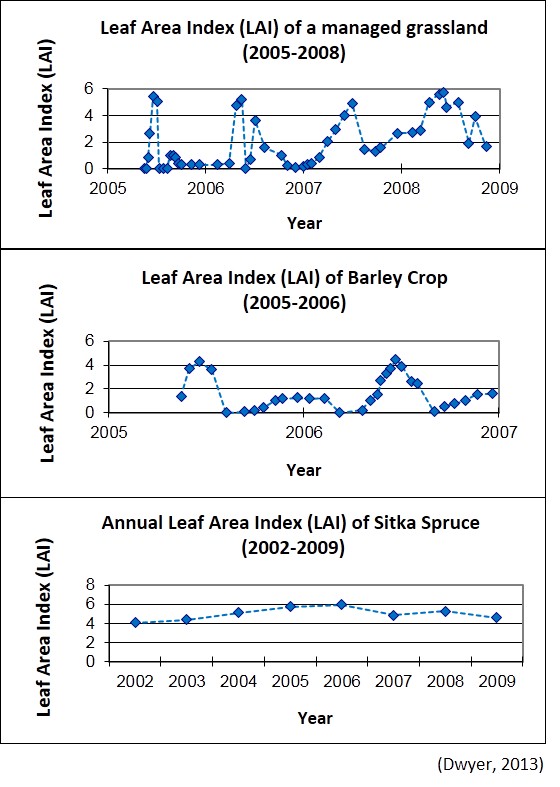 Leaf Area Index (LAI) of a managed grassland
(2005-2008)
Leaf Area Index (LAI)
6
4
2
0
2005 2006 2007 2008 2009
Year
Leaf Area Index (LAI) of Barley Crop
(2005-2006)
Leaf Area Index (LAI)
6
4
2
0
2005 2006 2007
Year
Annual Leaf Area Index (LAI) of Sitka Spruce
(2002-2009)
Leaf Area Index (LAI)
8
6
4
2
0
2002 2003 2004 2005 2006 2007 2008 2009
Year
(Dwyer, 2013)